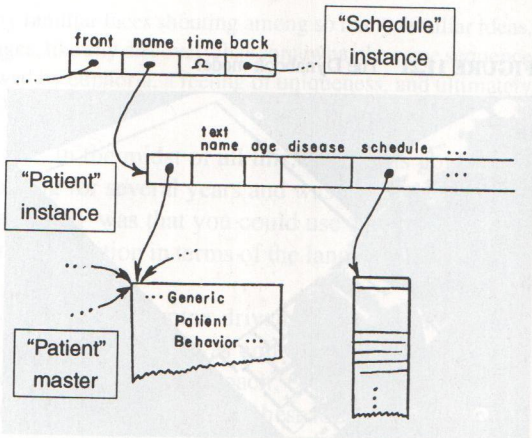 "Schedule"
instance
front name time back
Ω
text
name age disease schedule ...
...
"Patient"
instance
··· Generic
Patient
Behavior ···
"Patient"
master